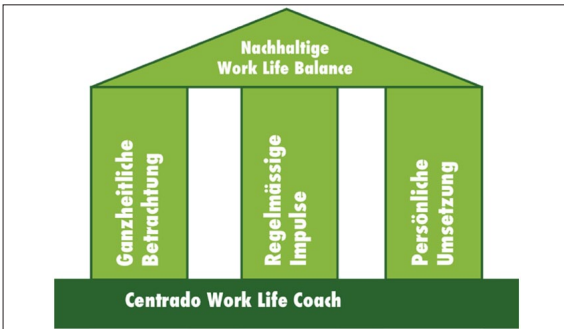 Nachhaltige
Work Life Balance
Ganzheitliche
Betrachtung
Regelmässige
Impulse
Persönliche
Umsetzung
Centrado Work Life Coach